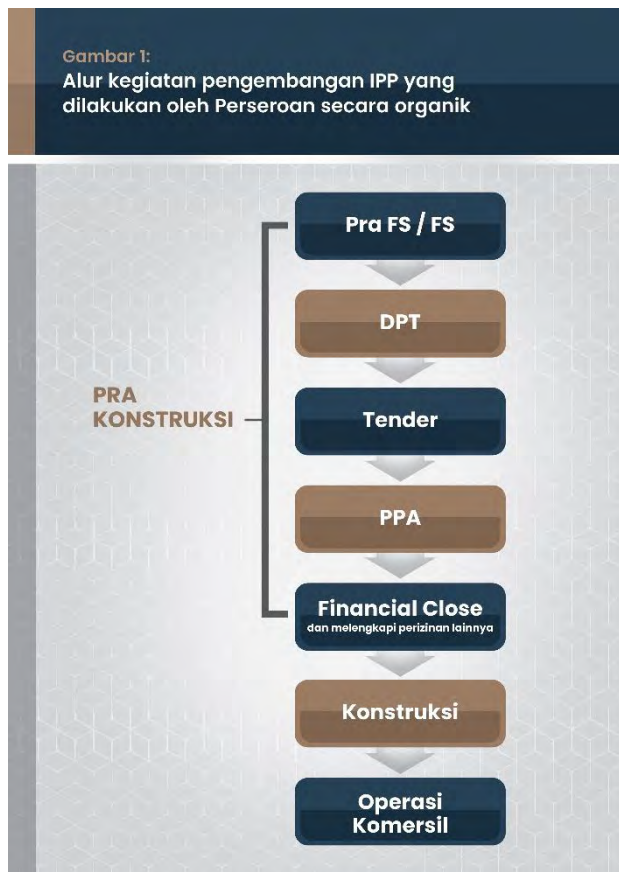 Gambar 1:
Alur kegiatan pengembangan IPP yang
dilakukan oleh Perseroan secara organik
Pra FS / FS
DPT
PRA
KONSTRUKSI
Tender
PPA
Financial Close
dan melengkapi perizinan lainnya
Konstruksi
Operasi
Komersil